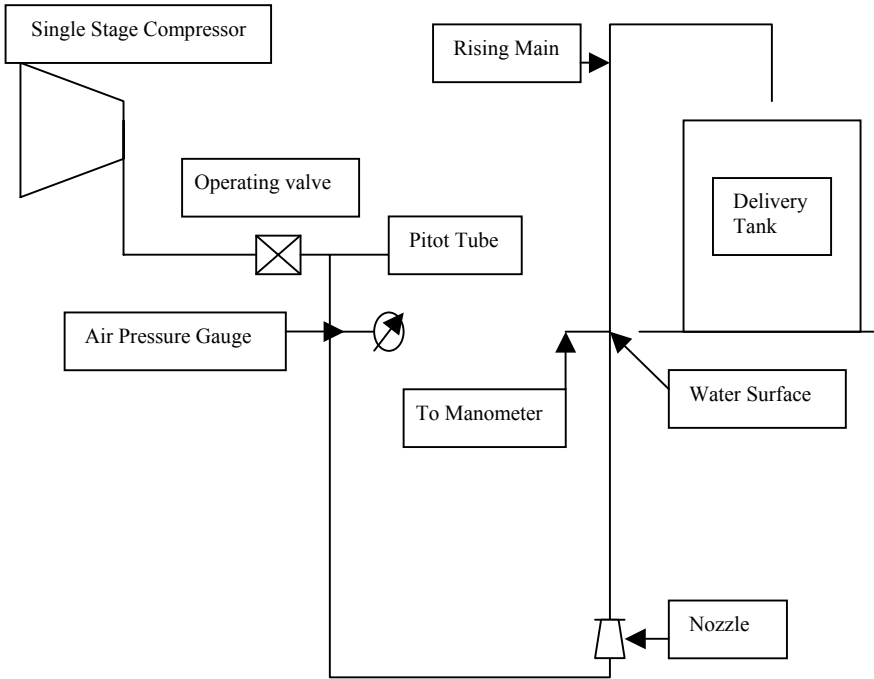 Single Stage Compressor
Rising Main
Operating valve
Delivery
Tank
Pitot Tube
Air Pressure Gauge
To Manometer
Water Surface
Nozzle